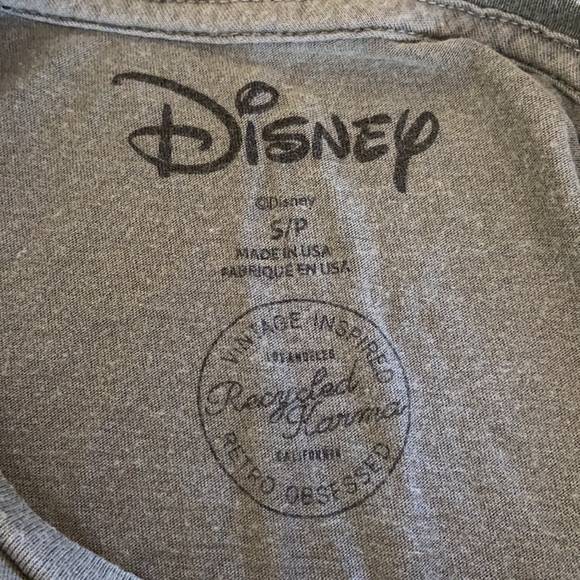 Disney
©Disney
S/P
MADE IN USA
FABRIQUÉ EN USA
VINTAGE INSPIRED
LOS ANGELES
Recycled
Karma
CALIFORNIA
RETRO OBSESSED